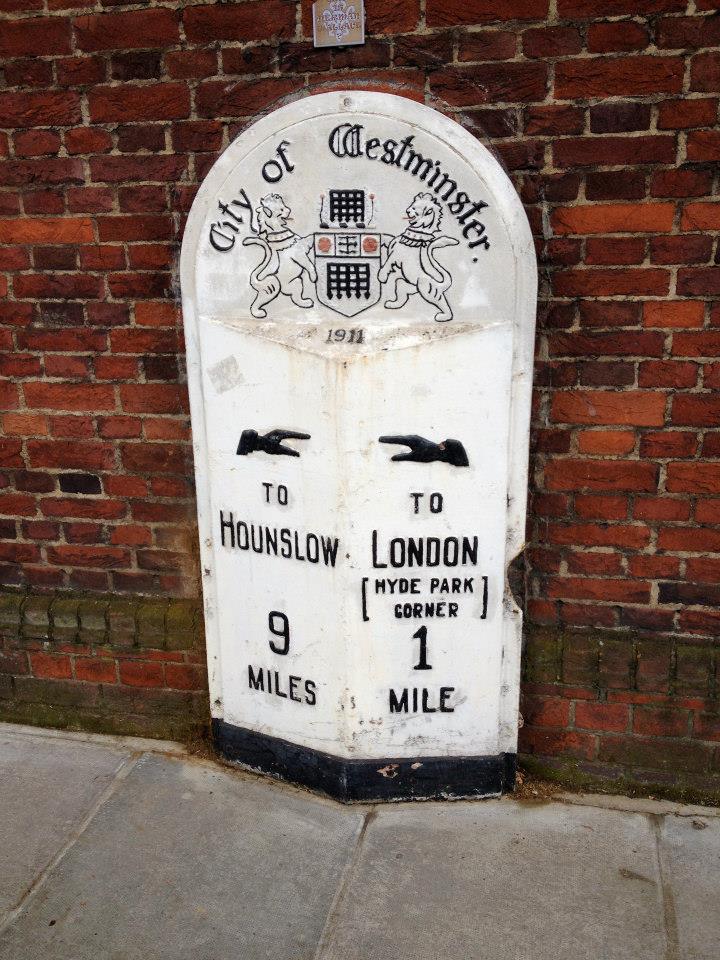 City of Westminster.
1911
TO
HOUNSLOW
9
MILES
TO
LONDON
[HYDE PARK
CORNER]
1
MILE